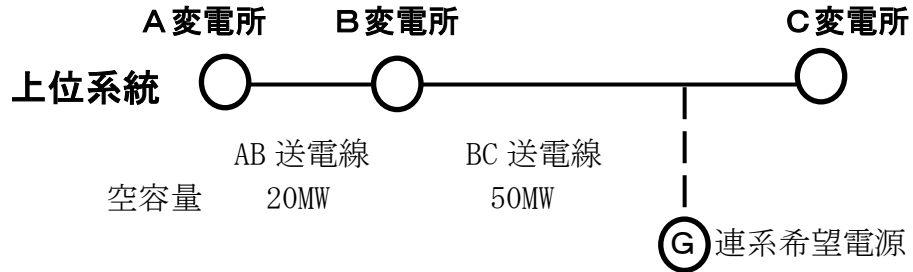 A変電所 B変電所 C変電所
上位系統
AB 送電線 BC 送電線
空容量 20MW 50MW
G 連系希望電源